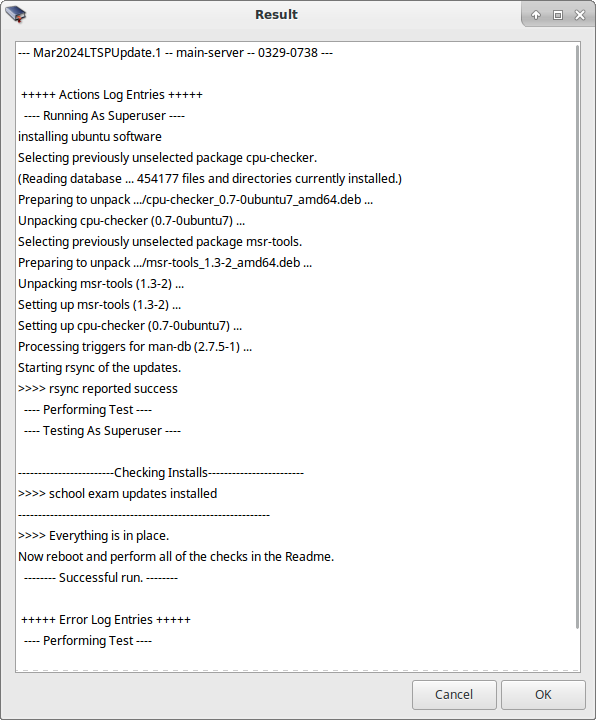 Result
--- Mar2024LTSPUpdate.1 -- main-server -- 0329-0738 ---
+++++ Actions Log Entries +++++
---- Running As Superuser ----
installing ubuntu software
Selecting previously unselected package cpu-checker.
(Reading database ... 454177 files and directories currently installed.)
Preparing to unpack .../cpu-checker_0.7-0ubuntu7_amd64.deb ...
Unpacking cpu-checker (0.7-0ubuntu7) ...
Selecting previously unselected package msr-tools.
Preparing to unpack .../msr-tools_1.3-2_amd64.deb ...
Unpacking msr-tools (1.3-2) ...
Setting up msr-tools (1.3-2) ...
Setting up cpu-checker (0.7-0ubuntu7) ...
Processing triggers for man-db (2.7.5-1) ...
Starting rsync of the updates.
>>>> rsync reported success
---- Performing Test ----
---- Testing As Superuser ----
------------------------Checking Installs------------------------
>>>> school exam updates installed
---------------------------------------------------------------
>>>> Everything is in place.
Now reboot and perform all of the checks in the Readme.
-------- Successful run. --------
+++++ Error Log Entries +++++
---- Performing Test ----
Cancel
OK